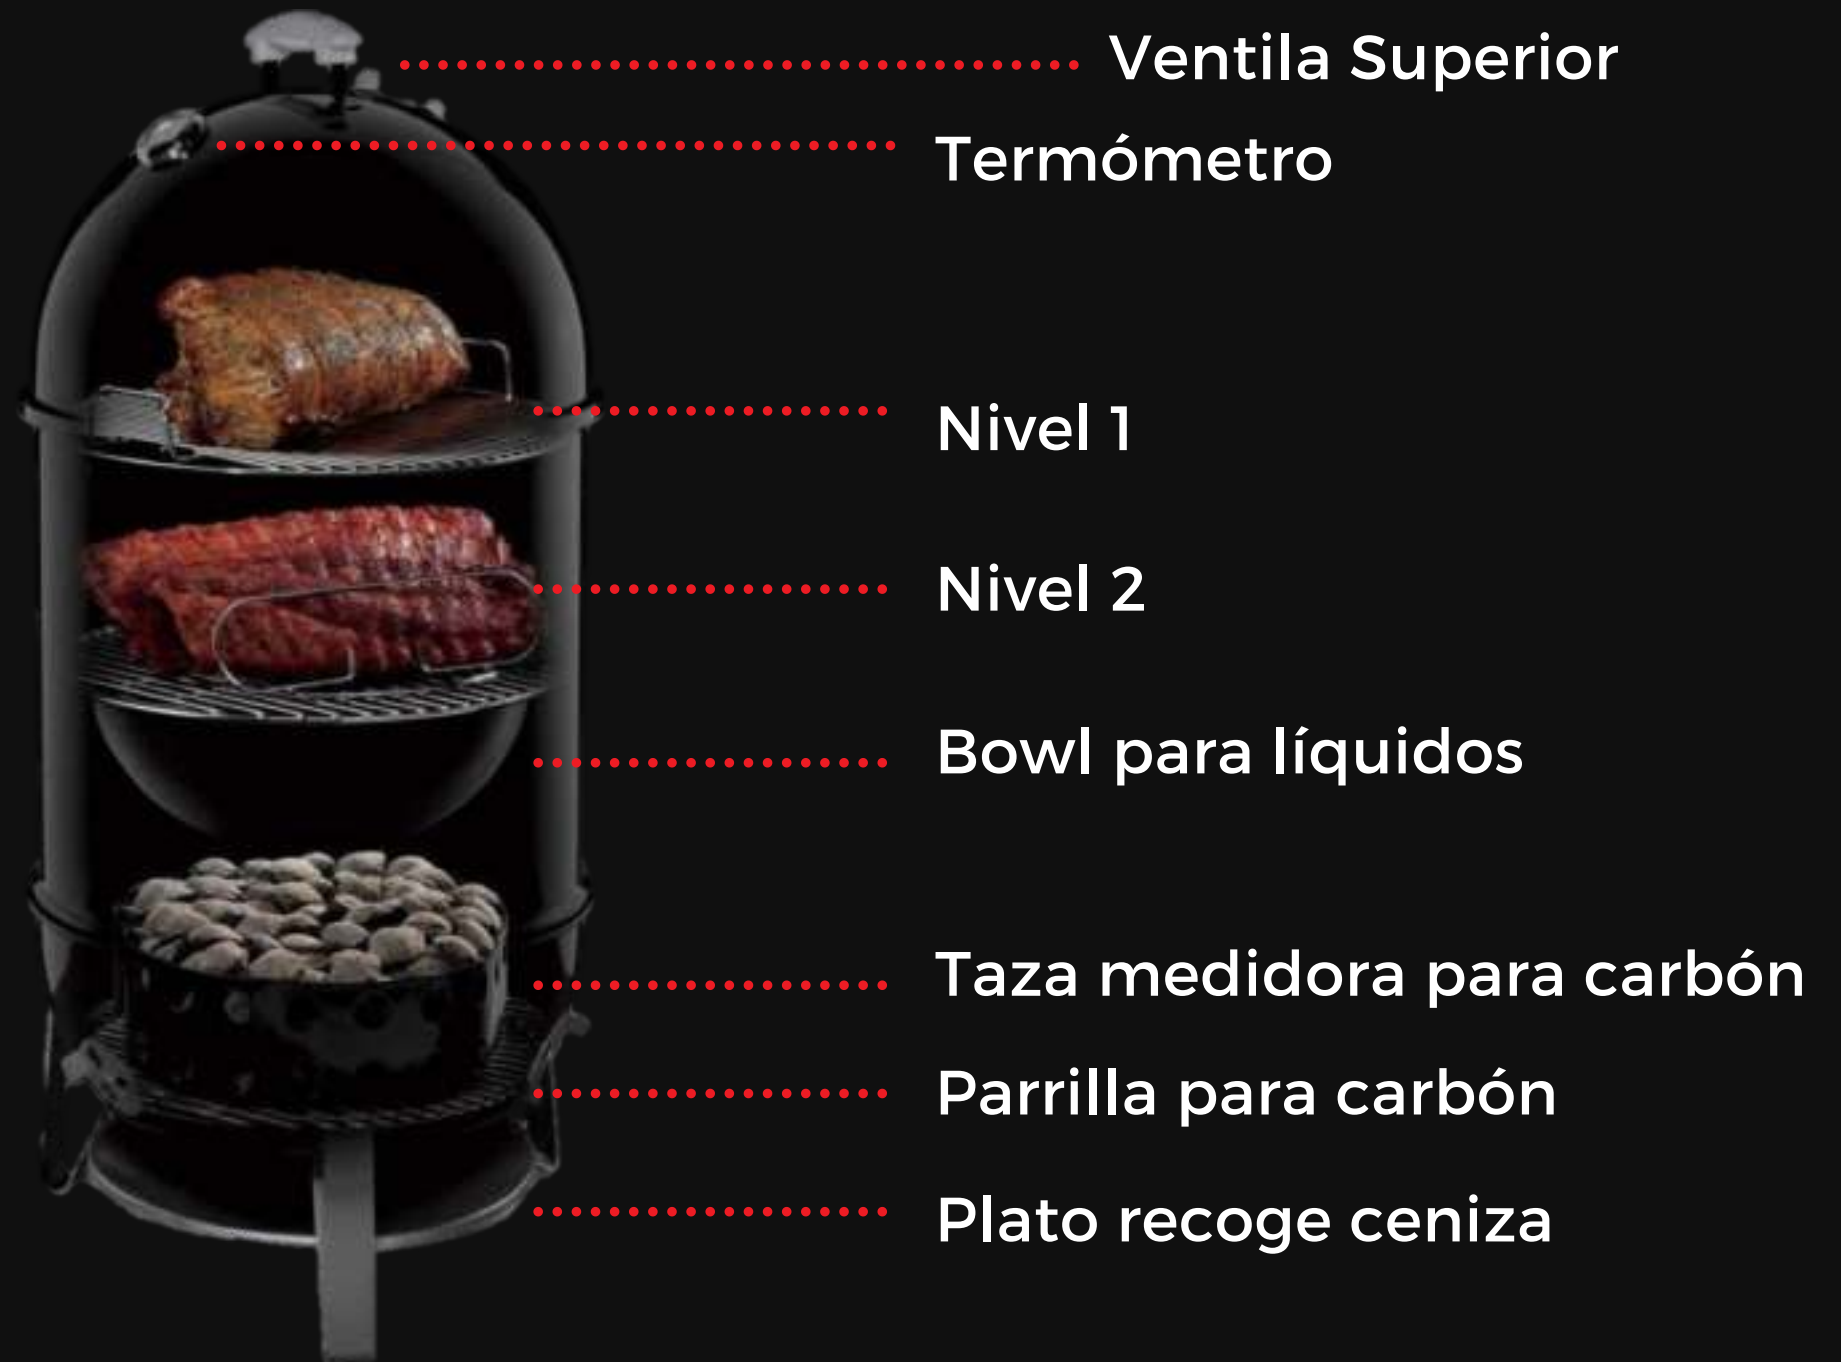 Ventila Superior
Termómetro
Nivel 1
Nivel 2
Bowl para líquidos
Taza medidora para carbón
Parrilla para carbón
Plato recoge ceniza